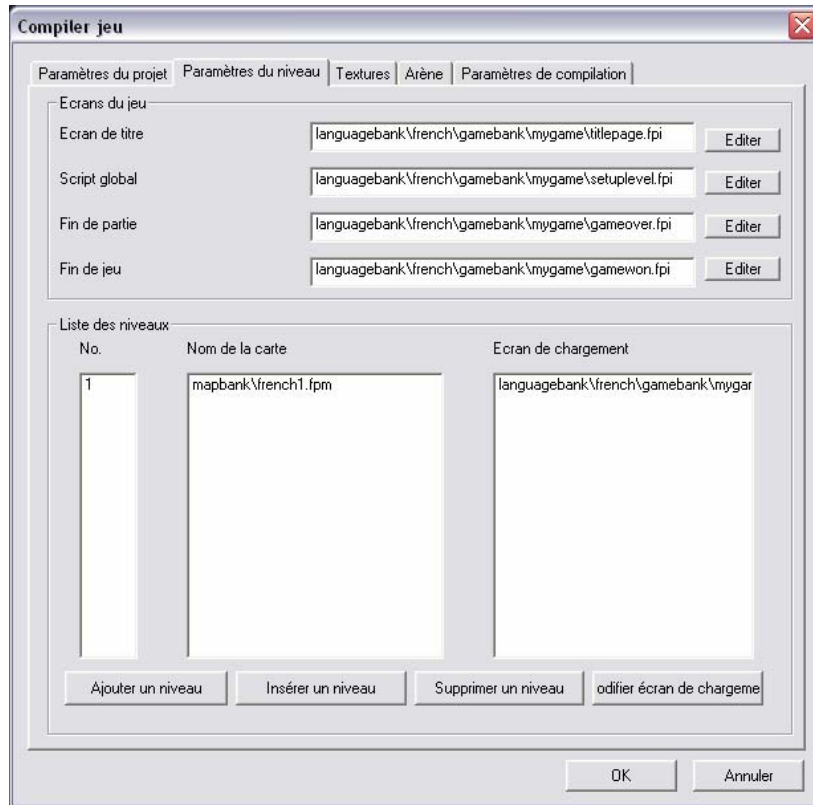 Compiler jeu
Paramètres du projet Paramètres du niveau Textures Arène Paramètres de compilation
Ecrans du jeu
Ecran de titre languagebank\french\gamebank\mygame\titlepage.fpi Editer
Script global languagebank\french\gamebank\mygame\setuplevel.fpi Editer
Fin de partie languagebank\french\gamebank\mygame\gameover.fpi Editer
Fin de jeu languagebank\french\gamebank\mygame\gamewon.fpi Editer
Liste des niveaux
No. Nom de la carte Ecran de chargement
1 mapbank\french1.fpm languagebank\french\gamebank\mygar
Ajouter un niveau Insérer un niveau Supprimer un niveau odifier écran de chargeme
OK Annuler